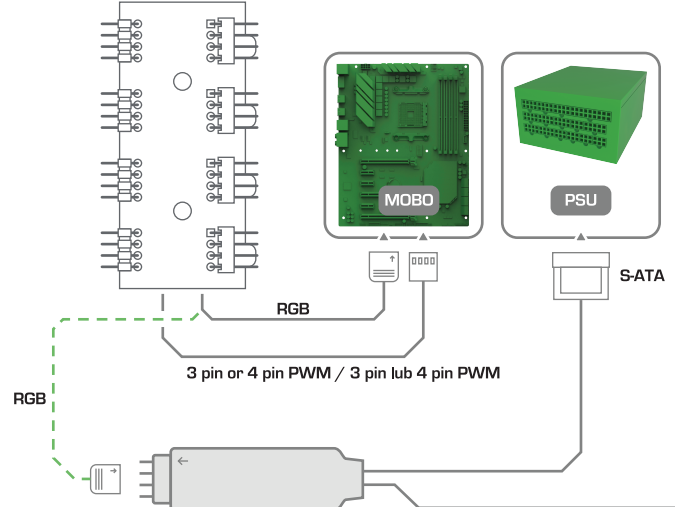 MOBO
PSU
S-ATA
RGB
3 pin or 4 pin PWM / 3 pin lub 4 pin PWM
RGB